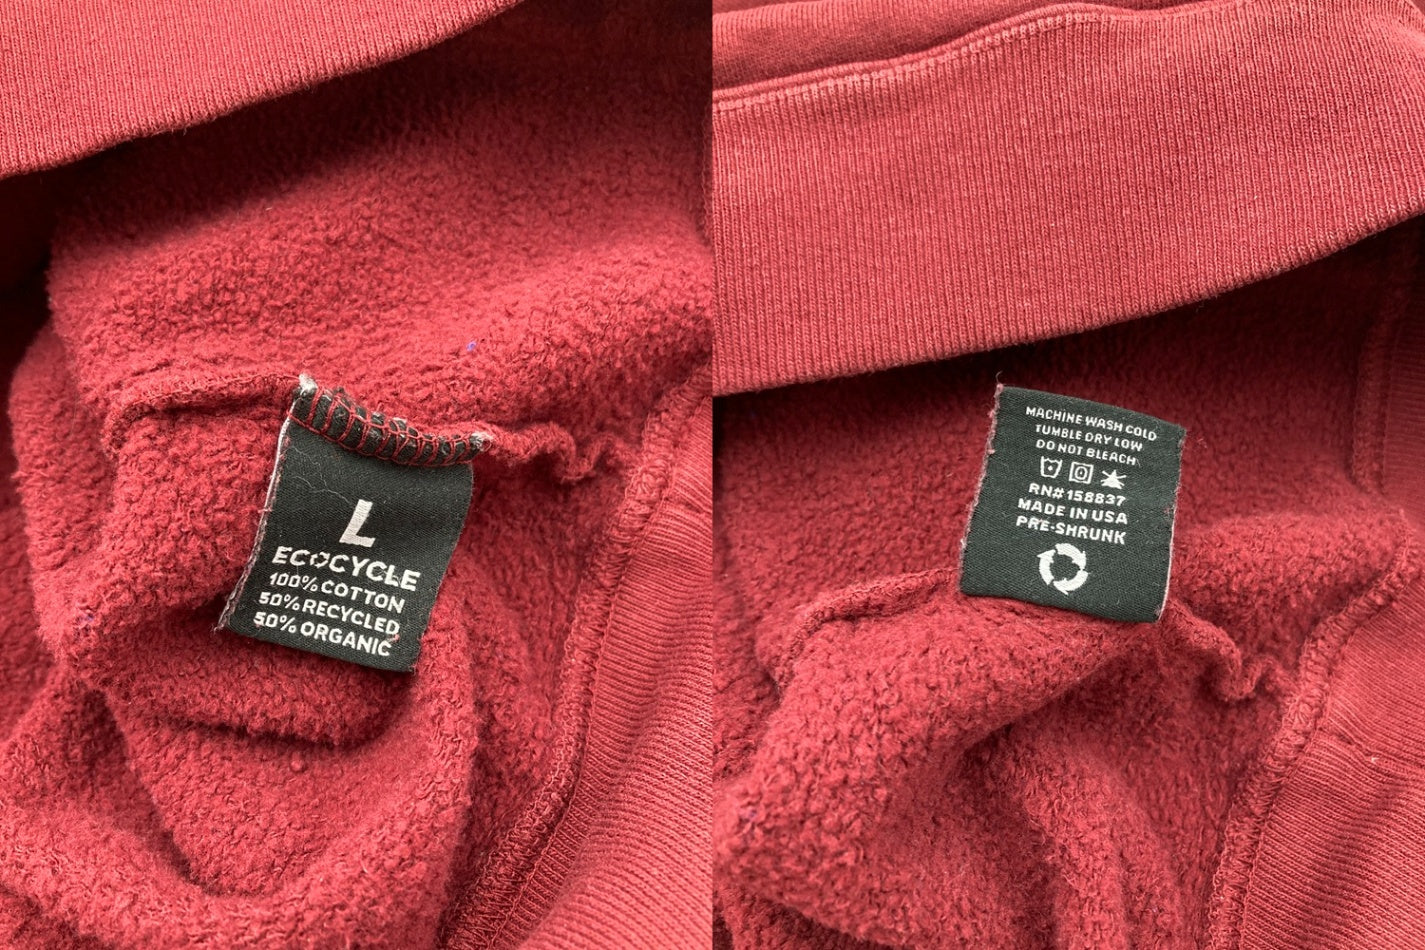 L
ECOCYCLE
100% COTTON
50% RECYCLED
50% ORGANIC
MACHINE WASH COLD
TUMBLE DRY LOW
DO NOT BLEACH
RN#158837
MADE IN USA
PRE-SHRUNK